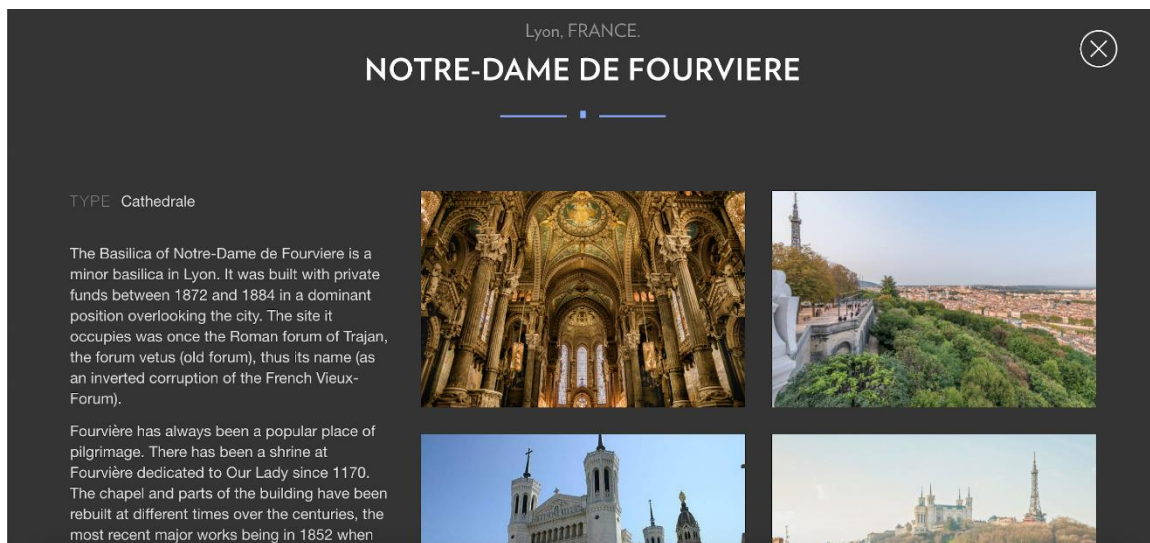 Lyon, FRANCE.
NOTRE-DAME DE FOURVIERE
TYPE Cathedrale
The Basilica of Notre-Dame de Fourviere is a
minor basilica in Lyon. It was built with private
funds between 1872 and 1884 in a dominant
position overlooking the city. The site it
occupies was once the Roman forum of Trajan,
the forum vetus (old forum), thus its name (as
an inverted corruption of the French Vieux-
Forum).
Fourvière has always been a popular place of
pilgrimage. There has been a shrine at
Fourvière dedicated to Our Lady since 1170.
The chapel and parts of the building have been
rebuilt at different times over the centuries, the
most recent major works being in 1852 when